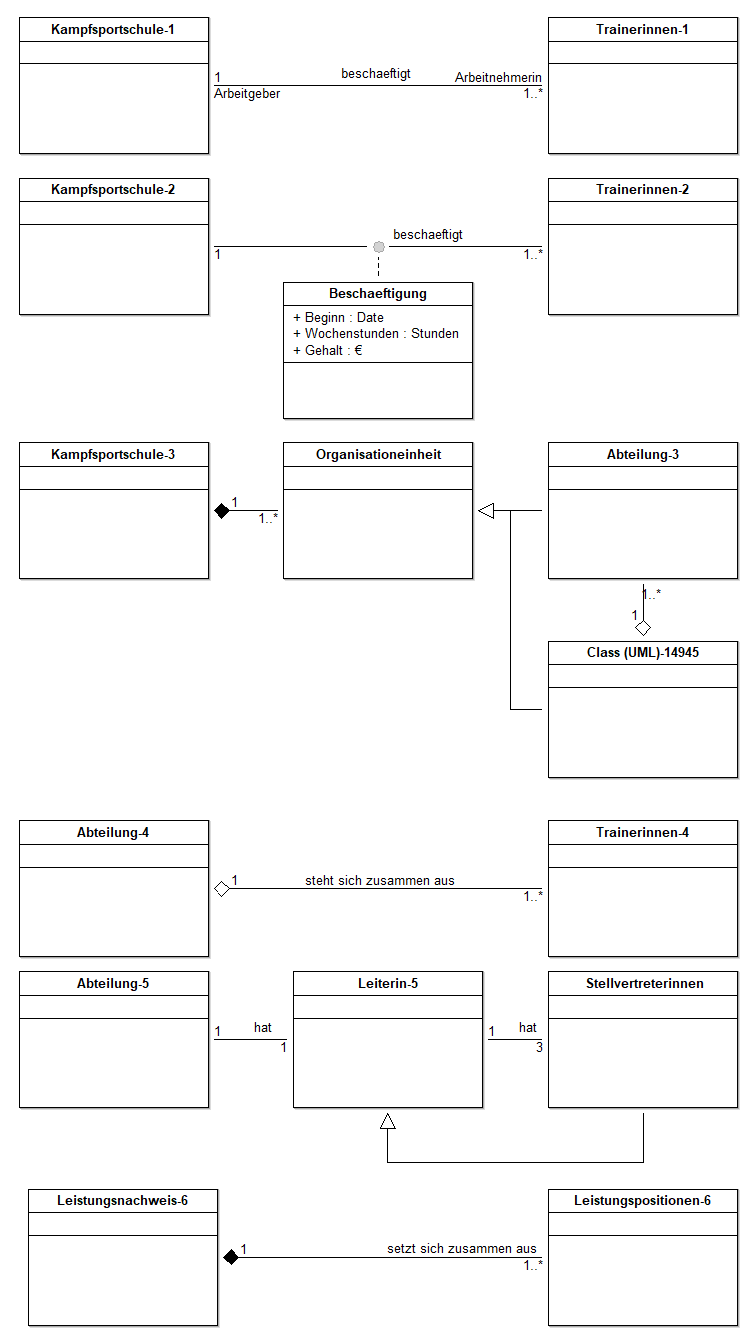 Kampfsportschule-1
Trainerinnen-1
beschaeftigt
1
Arbeitnehmerin
Arbeitgeber
1..*
Kampfsportschule-2
Trainerinnen-2
beschaeftigt
1
1..*
Beschaeftigung
+ Beginn : Date
+ Wochenstunden : Stunden
+ Gehalt : €
Kampfsportschule-3
Organisationeinheit
Abteilung-3
1
1..*
1..*
1
Class (UML)-14945
Abteilung-4
Trainerinnen-4
1
steht sich zusammen aus
1..*
Abteilung-5
Leiterin-5
Stellvertreterinnen
1
hat
1
1
hat
3
Leistungsnachweis-6
Leistungspositionen-6
1
setzt sich zusammen aus
1..*